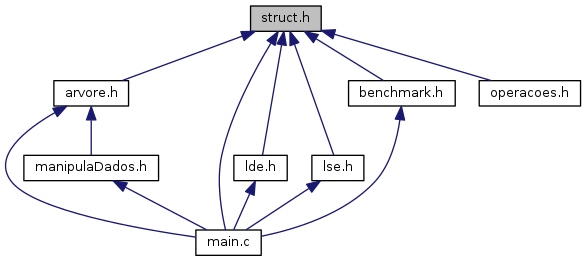 struct.h
arvore.h
benchmark.h
operacoes.h
manipulaDados.h
lde.h
lse.h
main.c